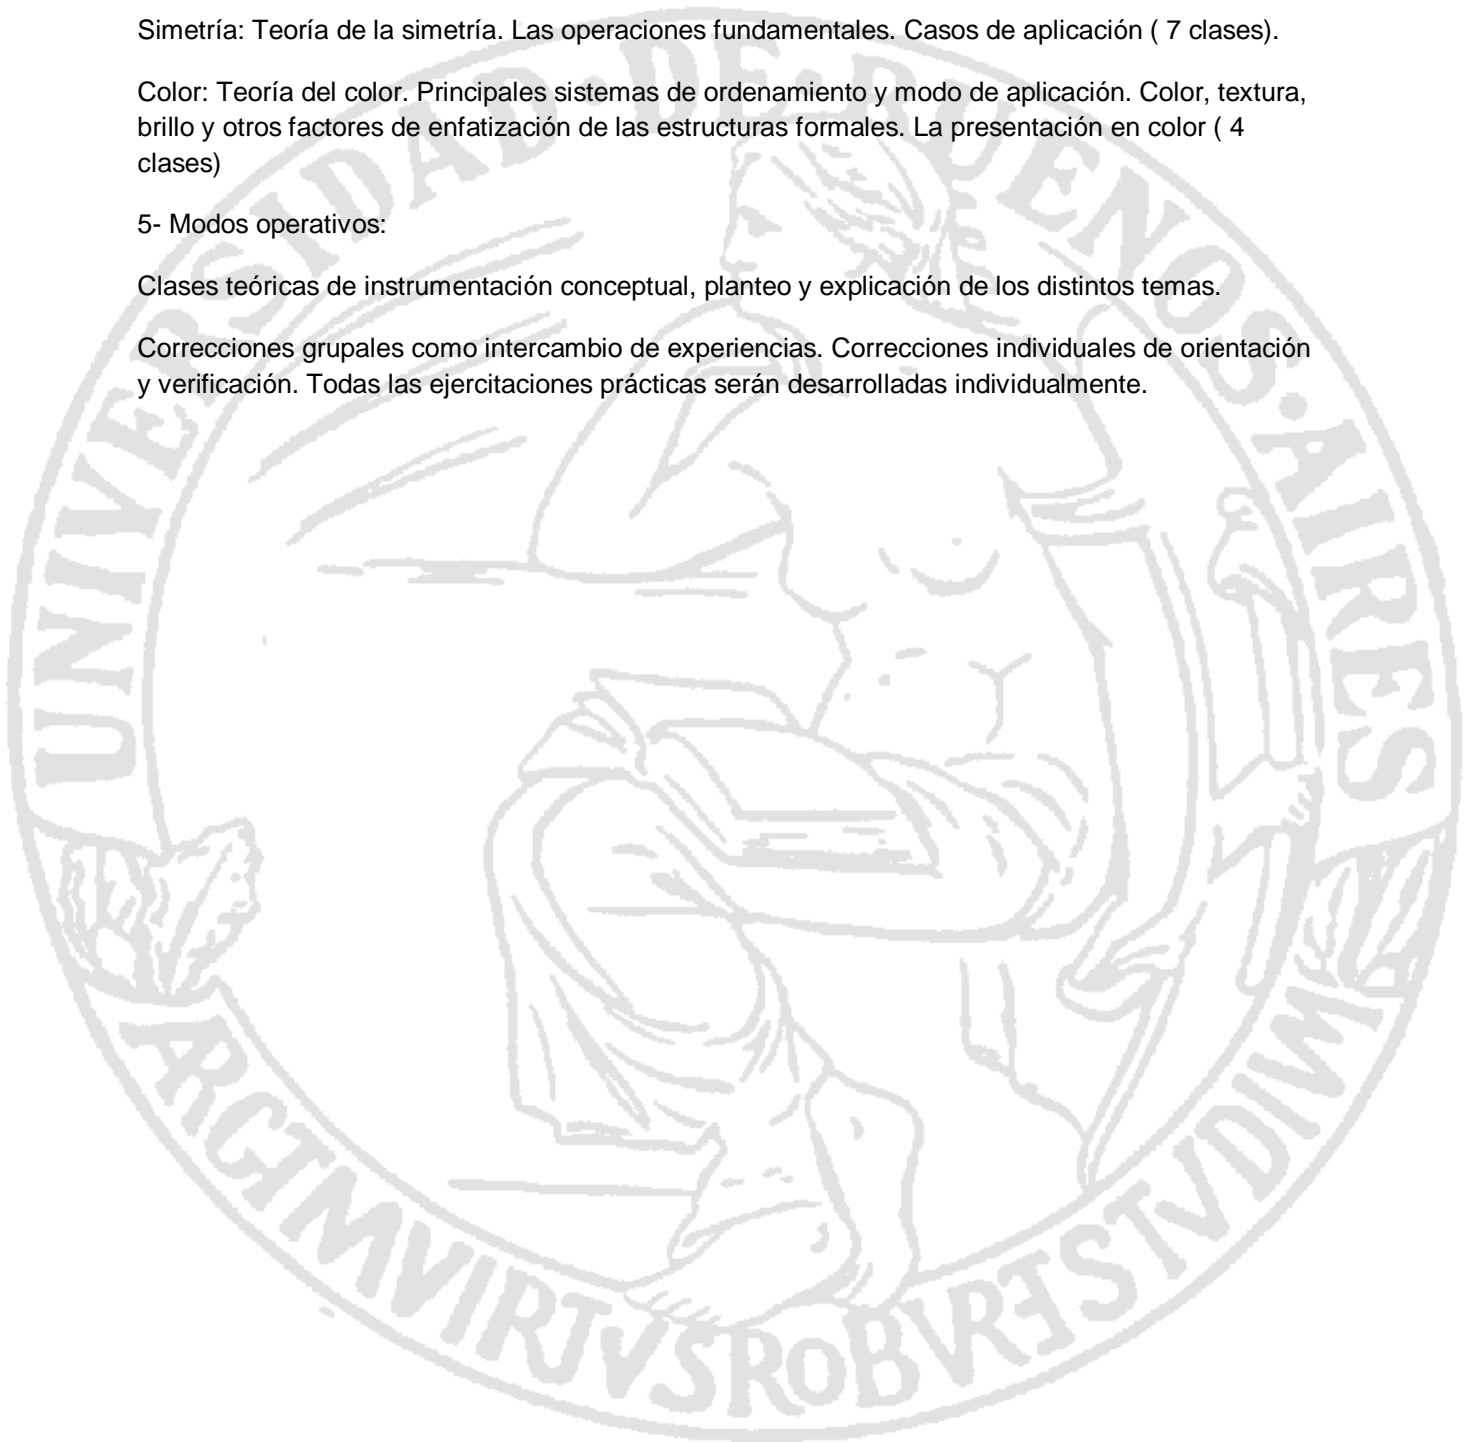 Simetría: Teoría de la simetría. Las operaciones fundamentales. Casos de aplicación ( 7 clases).
Color: Teoría del color. Principales sistemas de ordenamiento y modo de aplicación. Color, textura,
brillo y otros factores de enfatización de las estructuras formales. La presentación en color ( 4
clases)
5- Modos operativos:
Clases teóricas de instrumentación conceptual, planteo y explicación de los distintos temas.
Correcciones grupales como intercambio de experiencias. Correcciones individuales de orientación
y verificación. Todas las ejercitaciones prácticas serán desarrolladas individualmente.
UNIVERSIDAD • DE • BUENOS • AIRES
ARGTMVIRTVSROBVRETSTVDIVM